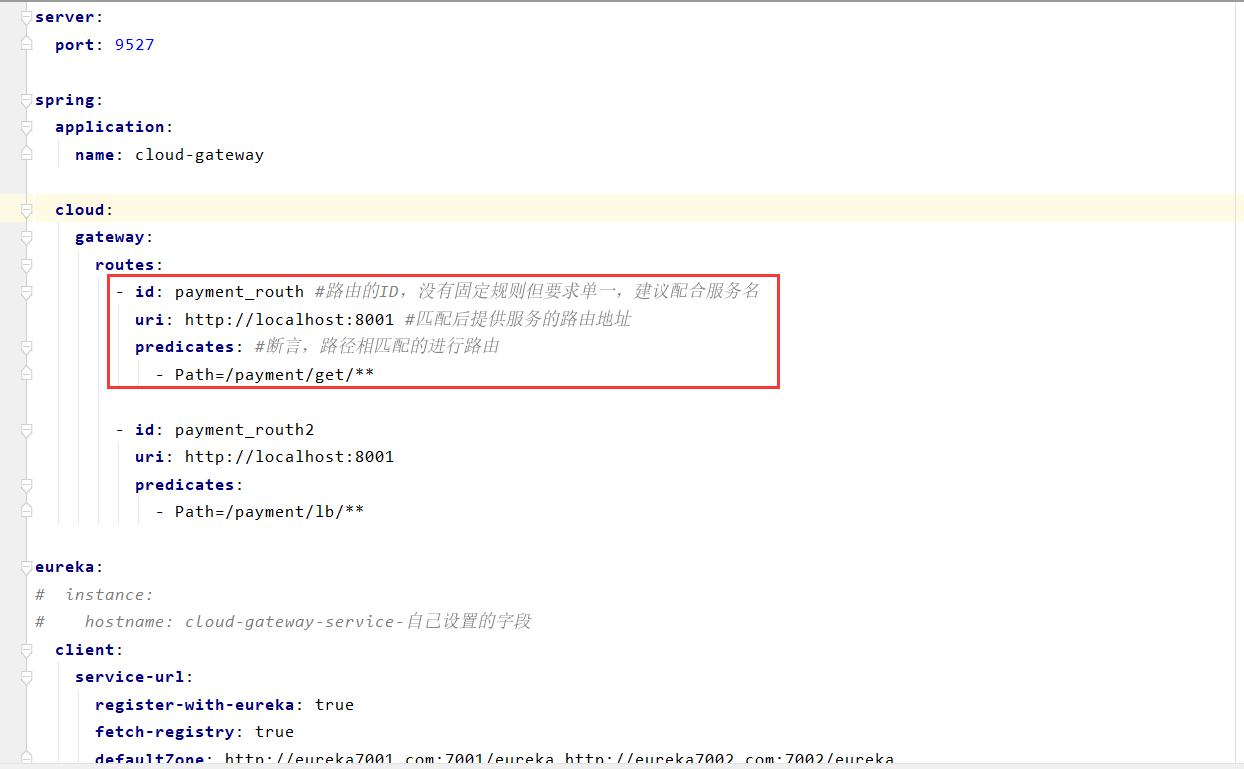 server:
  port: 9527
spring:
  application:
    name: cloud-gateway
  cloud:
    gateway:
      routes:
        - id: payment_routh #路由的ID，没有固定规则但要求单一，建议配合服务名
          uri: http://localhost:8001 #匹配后提供服务的路由地址
          predicates: #断言，路径相匹配的进行路由
            - Path=/payment/get/**
        - id: payment_routh2
          uri: http://localhost:8001
          predicates:
            - Path=/payment/lb/**
eureka:
#  instance:
#    hostname: cloud-gateway-service-自己设置的字段
  client:
    service-url:
      register-with-eureka: true
      fetch-registry: true
      defaultZone: http://eureka7001.com:7001/eureka,http://eureka7002.com:7002/eureka